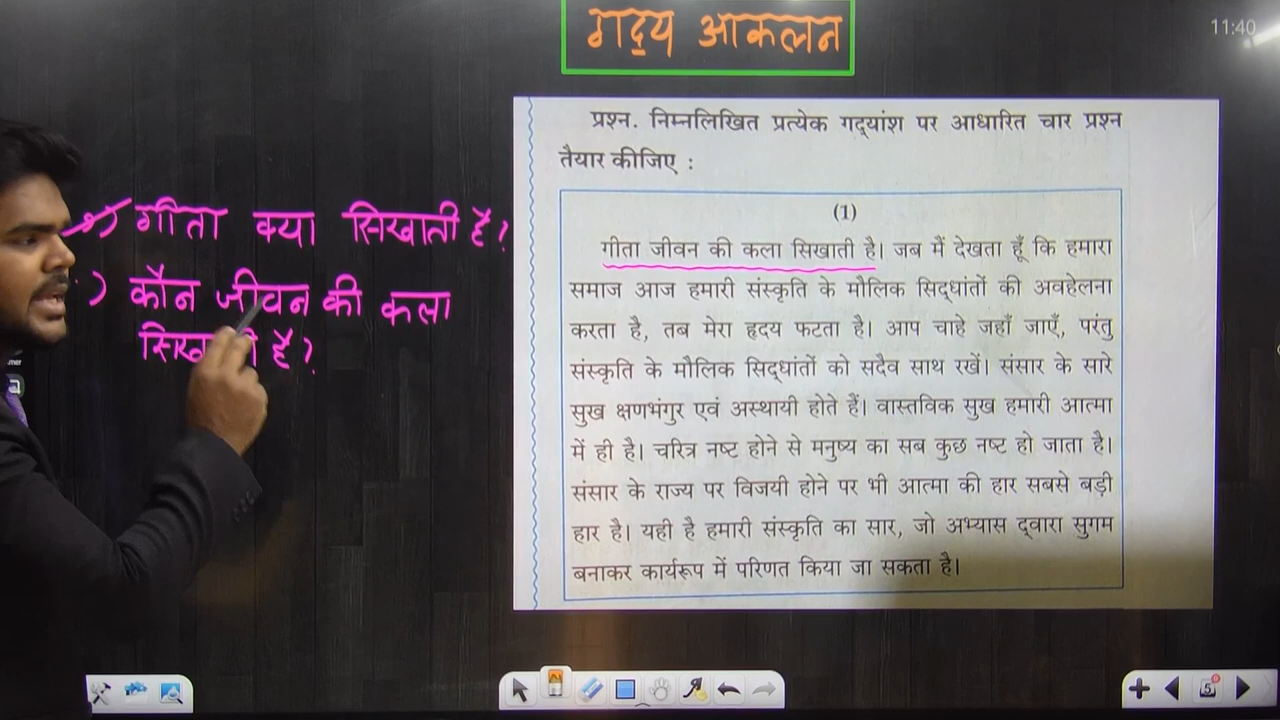 गद्य आकलन
11:40
प्रश्न. निम्नलिखित प्रत्येक गद्यांश पर आधारित चार प्रश्न
तैयार कीजिए :
(1)
गीता जीवन की कला सिखाती है। जब मैं देखता हूँ कि हमारा
समाज आज हमारी संस्कृति के मौलिक सिद्धांतों की अवहेलना
करता है, तब मेरा हृदय फटता है। आप चाहे जहाँ जाएँ, परंतु
संस्कृति के मौलिक सिद्धांतों को सदैव साथ रखें। संसार के सारे
सुख क्षणभंगुर एवं अस्थायी होते हैं। वास्तविक सुख हमारी आत्मा
में ही है। चरित्र नष्ट होने से मनुष्य का सब कुछ नष्ट हो जाता है।
संसार के राज्य पर विजयी होने पर भी आत्मा की हार सबसे बड़ी
हार है। यही है हमारी संस्कृति का सार, जो अभ्यास द्वारा सुगम
बनाकर कार्यरूप में परिणत किया जा सकता है।
गीता क्या सिखाती है?
कौन जीवन की कला
है?
5